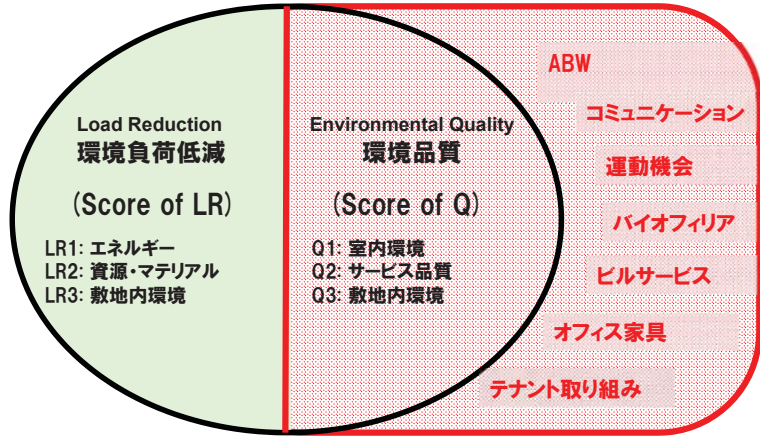 Load Reduction
環境負荷低減
(Score of LR)
LR1: エネルギー
LR2: 資源・マテリアル
LR3: 敷地内環境
Environmental Quality
環境品質
(Score of Q)
Q1: 室内環境
Q2: サービス品質
Q3: 敷地内環境
ABW
コミュニケーション
運動機会
バイオフィリア
ビルサービス
オフィス家具
テナント取り組み